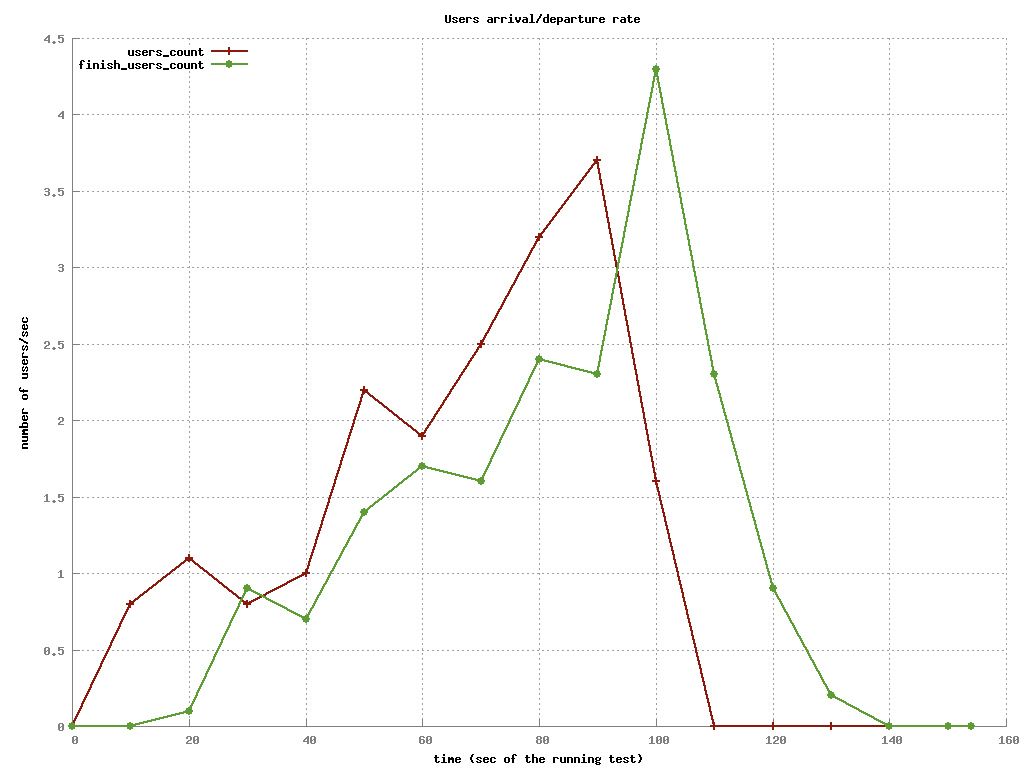 Users arrival/departure rate
users_count
finish_users_count
4.5
4
3.5
3
2.5
2
1.5
1
0.5
0
number of users/sec
0 20 40 60 80 100 120 140 160
time (sec of the running test)